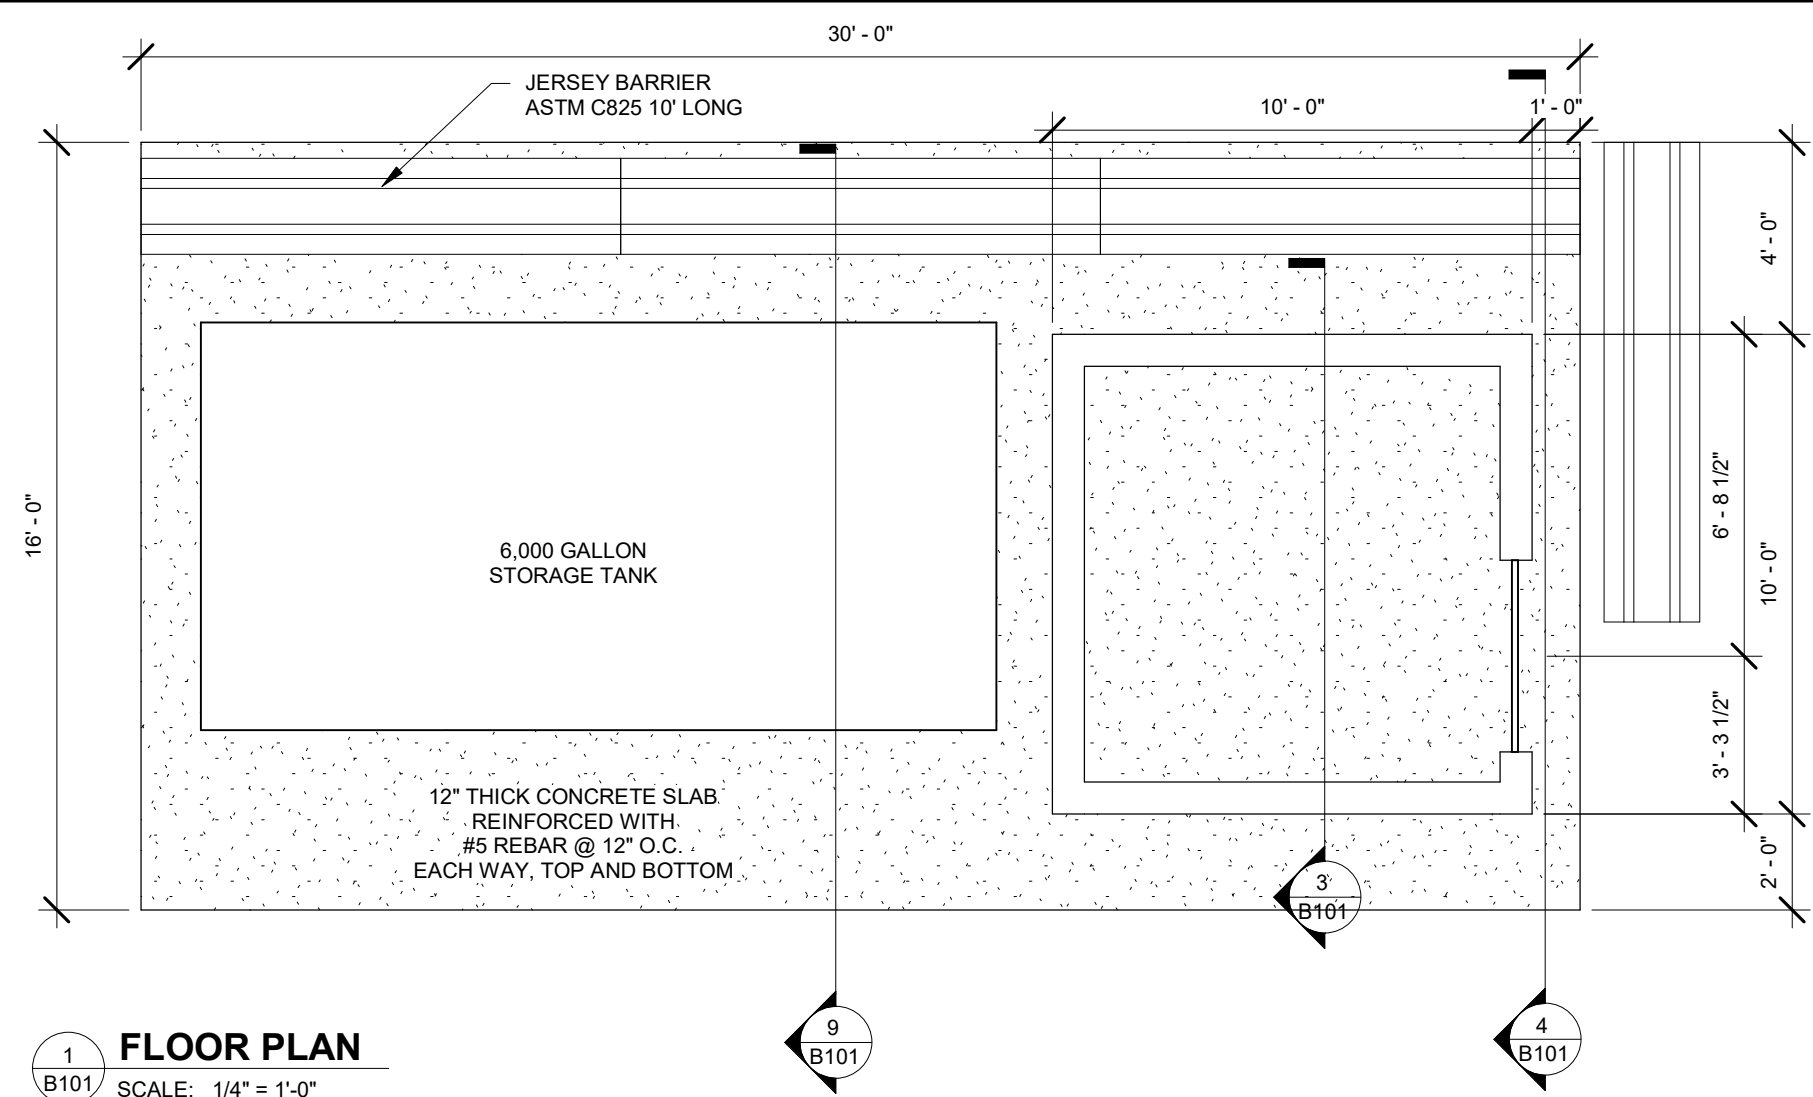 30' - 0"
JERSEY BARRIER
ASTM C825 10' LONG
10' - 0"
1' - 0"
4' - 0"
16' - 0"
6' - 8 1/2"
10' - 0"
6,000 GALLON
STORAGE TANK
3' - 3 1/2"
12" THICK CONCRETE SLAB
REINFORCED WITH
#5 REBAR @ 12" O.C.
EACH WAY, TOP AND BOTTOM
2' - 0"
3
B101
9
B101
4
B101
1
B101
FLOOR PLAN
SCALE: 1/4" = 1'-0"